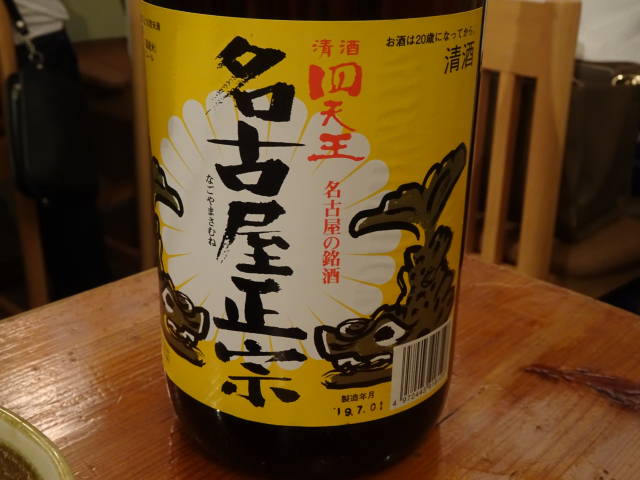 お酒は20歳になってから。
清酒
清酒
四天王
名古屋の銘酒
名古屋正宗
なごやまさむね
製造年月
'19.7.01